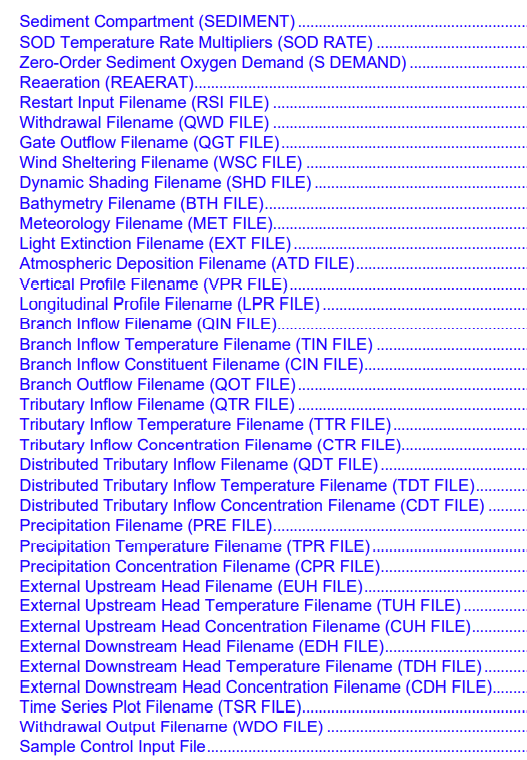 Sediment Compartment (SEDIMENT)
SOD Temperature Rate Multipliers (SOD RATE)
Zero-Order Sediment Oxygen Demand (S DEMAND)
Reaeration (REAERAT)
Restart Input Filename (RSI FILE)
Withdrawal Filename (QWD FILE)
Gate Outflow Filename (QGT FILE)
Wind Sheltering Filename (WSC FILE)
Dynamic Shading Filename (SHD FILE)
Bathymetry Filename (BTH FILE)
Meteorology Filename (MET FILE)
Light Extinction Filename (EXT FILE)
Atmospheric Deposition Filename (ATD FILE)
Vertical Profile Filename (VPR FILE)
Longitudinal Profile Filename (LPR FILE)
Branch Inflow Filename (QIN FILE)
Branch Inflow Temperature Filename (TIN FILE)
Branch Inflow Constituent Filename (CIN FILE)
Branch Outflow Filename (QOT FILE)
Tributary Inflow Filename (QTR FILE)
Tributary Inflow Temperature Filename (TTR FILE)
Tributary Inflow Concentration Filename (CTR FILE)
Distributed Tributary Inflow Filename (QDT FILE)
Distributed Tributary Inflow Temperature Filename (TDT FILE)
Distributed Tributary Inflow Concentration Filename (CDT FILE)
Precipitation Filename (PRE FILE)
Precipitation Temperature Filename (TPR FILE)
Precipitation Concentration Filename (CPR FILE)
External Upstream Head Filename (EUH FILE)
External Upstream Head Temperature Filename (TUH FILE)
External Upstream Head Concentration Filename (CUH FILE)
External Downstream Head Filename (EDH FILE)
External Downstream Head Temperature Filename (TDH FILE)
External Downstream Head Concentration Filename (CDH FILE)
Time Series Plot Filename (TSR FILE)
Withdrawal Output Filename (WDO FILE)
Sample Control Input File